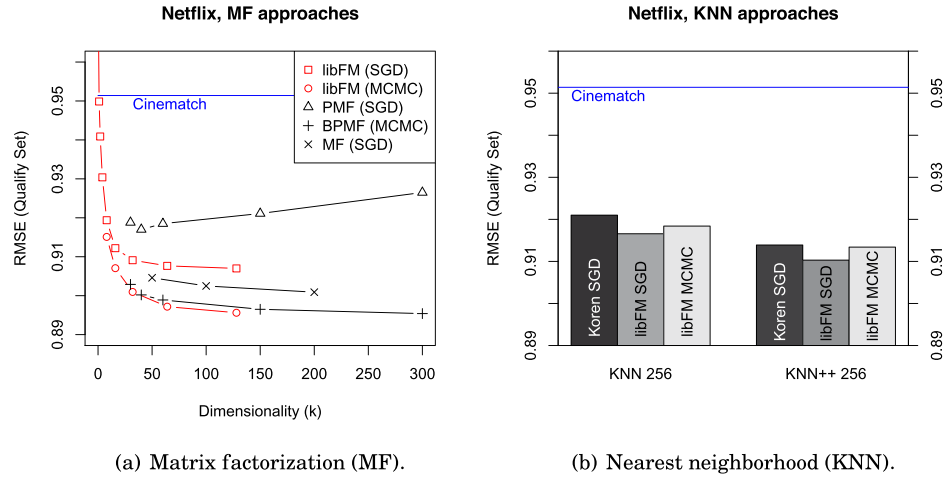 Netflix, MF approaches
RMSE (Qualify Set)
0.95
0.93
0.91
0.89
Cinematch
libFM (SGD)
libFM (MCMC)
PMF (SGD)
BPMF (MCMC)
MF (SGD)
0 50 100 150 200 250 300
Dimensionality (k)
(a) Matrix factorization (MF).
Netflix, KNN approaches
RMSE (Qualify Set)
0.95
0.93
0.91
0.89
Cinematch
Koren SGD
libFM SGD
libFM MCMC
Koren SGD
libFM SGD
libFM MCMC
0.95
0.93
0.91
0.89
KNN 256 KNN++ 256
(b) Nearest neighborhood (KNN).